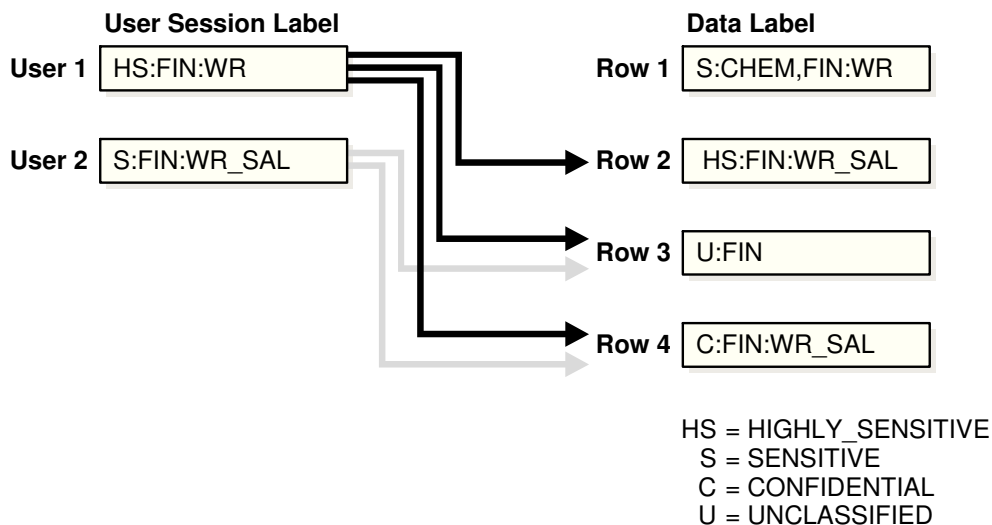 User Session Label Data Label
User 1 HS:FIN:WR Row 1 S:CHEM,FIN:WR
User 2 S:FIN:WR_SAL Row 2 HS:FIN:WR_SAL
Row 3 U:FIN
Row 4 C:FIN:WR_SAL
HS = HIGHLY_SENSITIVE
S = SENSITIVE
C = CONFIDENTIAL
U = UNCLASSIFIED